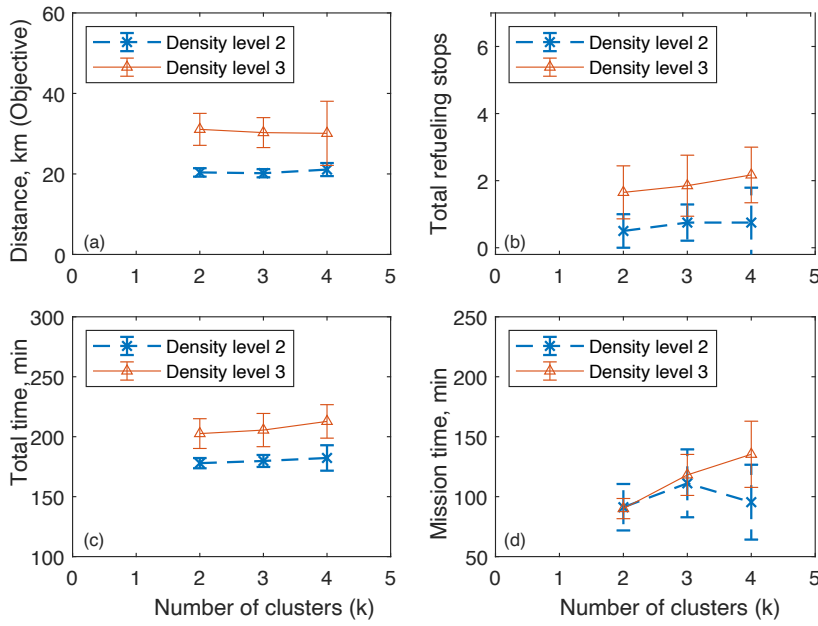 60
40
20
0
Distance, km (Objective)
Density level 2
Density level 3
(a)
0 1 2 3 4 5
6
4
2
0
Total refueling stops
Density level 2
Density level 3
(b)
0 1 2 3 4 5
300
250
200
150
100
Total time, min
Density level 2
Density level 3
(c)
0 1 2 3 4 5
Number of clusters (k)
250
200
150
100
50
Mission time, min
Density level 2
Density level 3
(d)
0 1 2 3 4 5
Number of clusters (k)